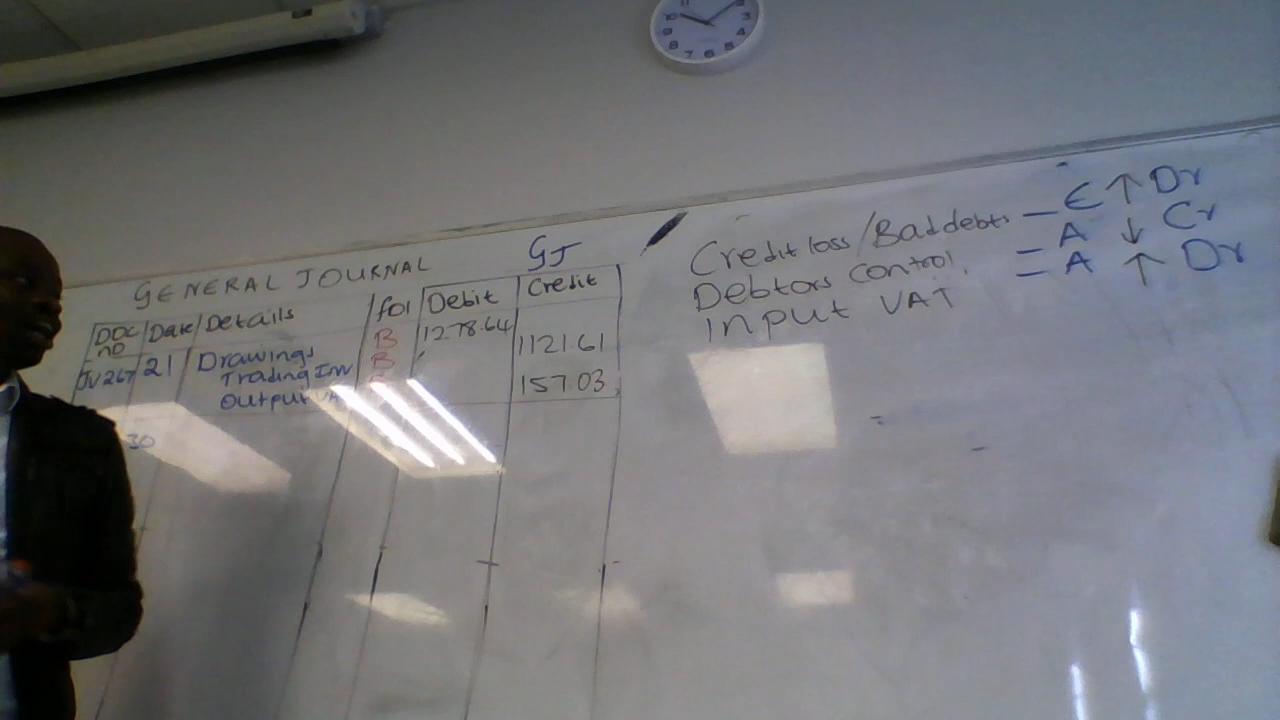 GENERAL JOURNAL GJ
DOC NO Date Details fol Debit Credit
JV267 21 Drawings B 1278.64
Trading Inv B 1121.61
Output 157.03
30
Credit loss/Bad debts – E ↑ Dr
Debtors Control. – A ↓ Cr
Input VAT – A ↑ Dr